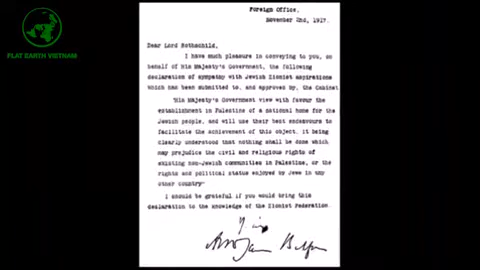 FLAT EARTH VIETNAM
Foreign Office,
November 2nd, 1917.
Dear Lord Rothschild,
I have much pleasure in conveying to you, on
behalf of His Majesty's Government, the following
declaration of sympathy with Jewish Zionist aspirations
which has been submitted to, and approved by, the Cabinet
"His Majesty's Government view with favour the
establishment in Palestine of a national home for the
Jewish people, and will use their best endeavours to
facilitate the achievement of this object, it being
clearly understood that nothing shall be done which
may prejudice the civil and religious rights of
existing non-Jewish communities in Palestine, or the
rights and political status enjoyed by Jews in any
other country"
I should be grateful if you would bring this
declaration to the knowledge of the Zionist Federation.